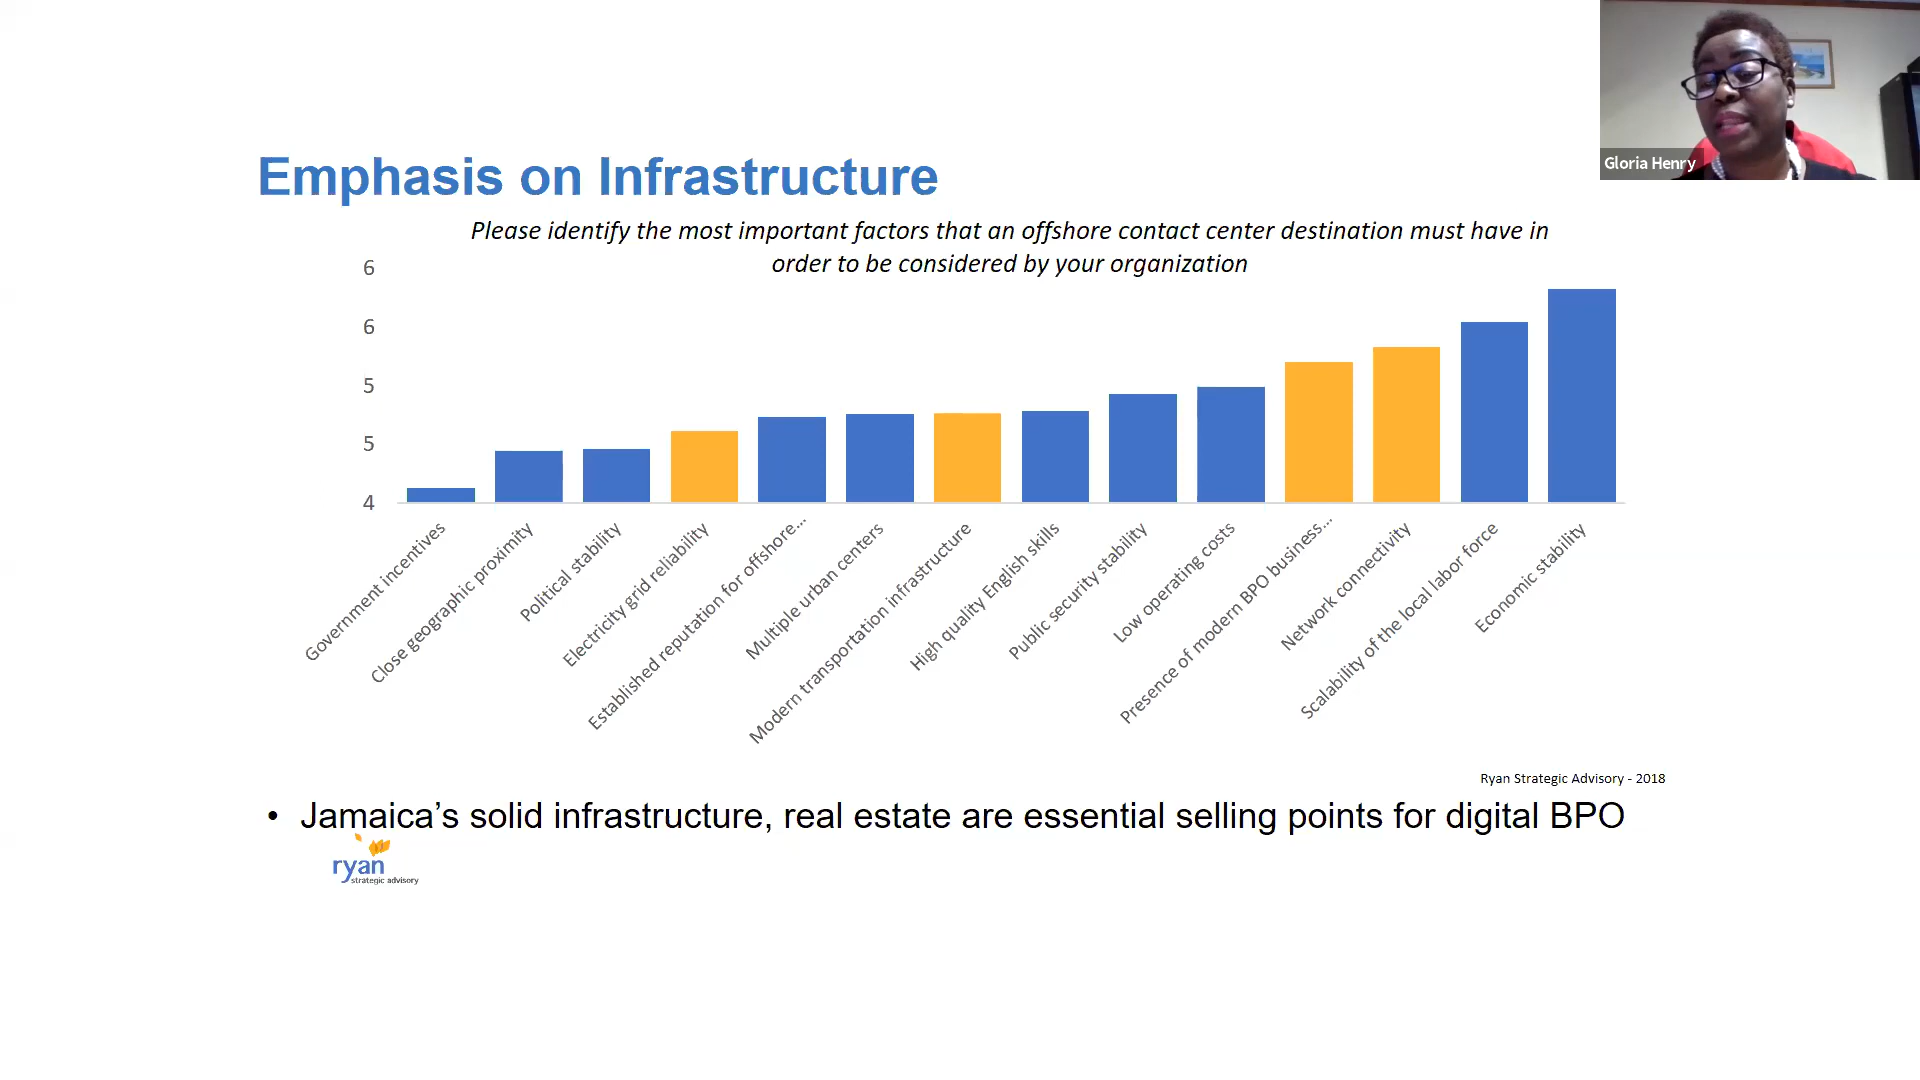 Gloria Henry
Emphasis on Infrastructure
Please identify the most important factors that an offshore contact center destination must have in
order to be considered by your organization
6
6
5
5
4
Government incentives
Close geographic proximity
Political stability
Electricity grid reliability
Established reputation for offshore...
Multiple urban centers
Modern transportation infrastructure
High quality English skills
Public security stability
Low operating costs
Presence of modern BPO business...
Network connectivity
Scalability of the local labor force
Economic stability
Ryan Strategic Advisory - 2018
• Jamaica’s solid infrastructure, real estate are essential selling points for digital BPO
ryan
strategic advisory